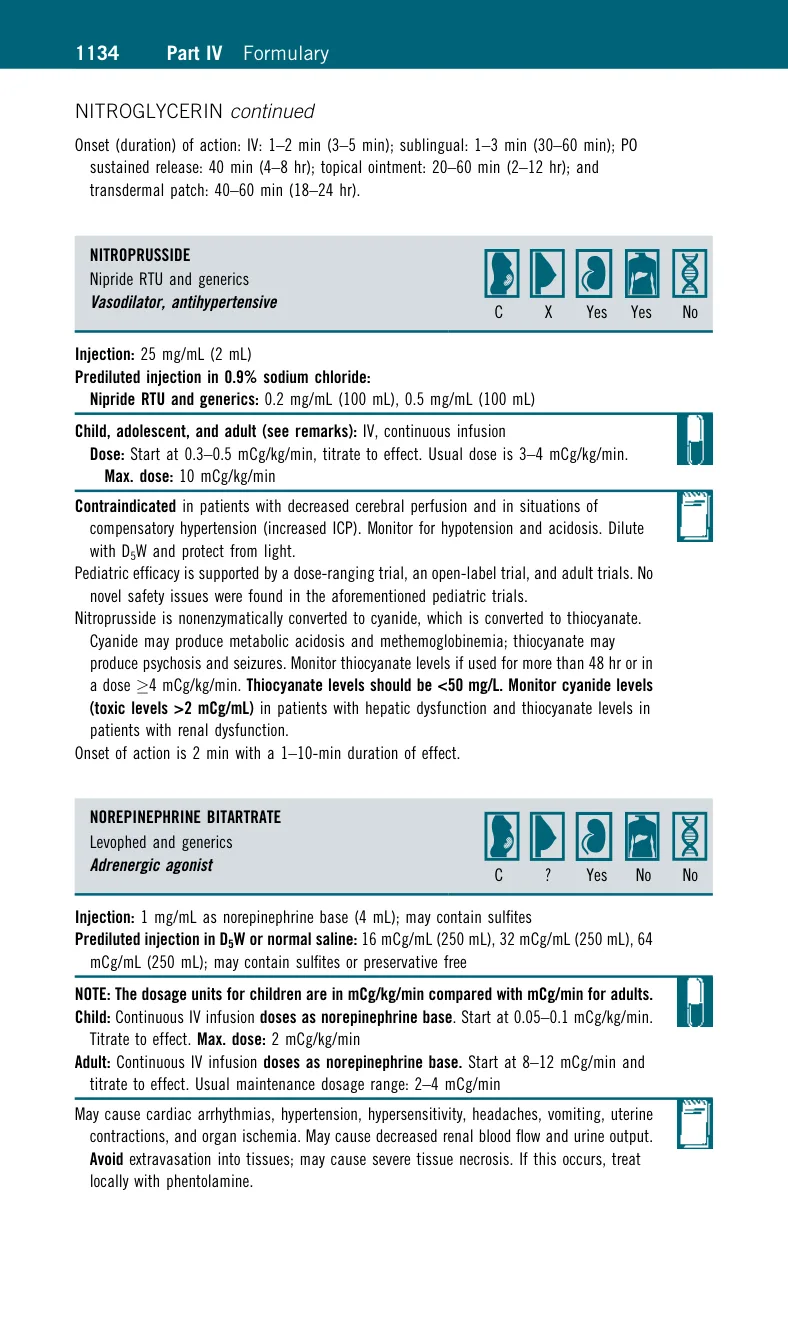 1134 Part IV Formulary
NITROGLYCERIN continued
Onset (duration) of action: IV: 1–2 min (3–5 min); sublingual: 1–3 min (30–60 min); PO
sustained release: 40 min (4–8 hr); topical ointment: 20–60 min (2–12 hr); and
transdermal patch: 40–60 min (18–24 hr).
NITROPRUSSIDE
Nipride RTU and generics
Vasodilator, antihypertensive
C X Yes Yes No
Injection: 25 mg/mL (2 mL)
Prediluted injection in 0.9% sodium chloride:
Nipride RTU and generics: 0.2 mg/mL (100 mL), 0.5 mg/mL (100 mL)
Child, adolescent, and adult (see remarks): IV, continuous infusion
Dose: Start at 0.3–0.5 mCg/kg/min, titrate to effect. Usual dose is 3–4 mCg/kg/min.
Max. dose: 10 mCg/kg/min
Contraindicated in patients with decreased cerebral perfusion and in situations of
compensatory hypertension (increased ICP). Monitor for hypotension and acidosis. Dilute
with D₅W and protect from light.
Pediatric efficacy is supported by a dose-ranging trial, an open-label trial, and adult trials. No
novel safety issues were found in the aforementioned pediatric trials.
Nitroprusside is nonenzymatically converted to cyanide, which is converted to thiocyanate.
Cyanide may produce metabolic acidosis and methemoglobinemia; thiocyanate may
produce psychosis and seizures. Monitor thiocyanate levels if used for more than 48 hr or in
a dose ≥4 mCg/kg/min. Thiocyanate levels should be <50 mg/L. Monitor cyanide levels
(toxic levels >2 mCg/mL) in patients with hepatic dysfunction and thiocyanate levels in
patients with renal dysfunction.
Onset of action is 2 min with a 1–10-min duration of effect.
NOREPINEPHRINE BITARTRATE
Levophed and generics
Adrenergic agonist
C ? Yes No No
Injection: 1 mg/mL as norepinephrine base (4 mL); may contain sulfites
Prediluted injection in D₅W or normal saline: 16 mCg/mL (250 mL), 32 mCg/mL (250 mL), 64
mCg/mL (250 mL); may contain sulfites or preservative free
NOTE: The dosage units for children are in mCg/kg/min compared with mCg/min for adults.
Child: Continuous IV infusion doses as norepinephrine base. Start at 0.05–0.1 mCg/kg/min.
Titrate to effect. Max. dose: 2 mCg/kg/min
Adult: Continuous IV infusion doses as norepinephrine base. Start at 8–12 mCg/min and
titrate to effect. Usual maintenance dosage range: 2–4 mCg/min
May cause cardiac arrhythmias, hypertension, hypersensitivity, headaches, vomiting, uterine
contractions, and organ ischemia. May cause decreased renal blood flow and urine output.
Avoid extravasation into tissues; may cause severe tissue necrosis. If this occurs, treat
locally with phentolamine.